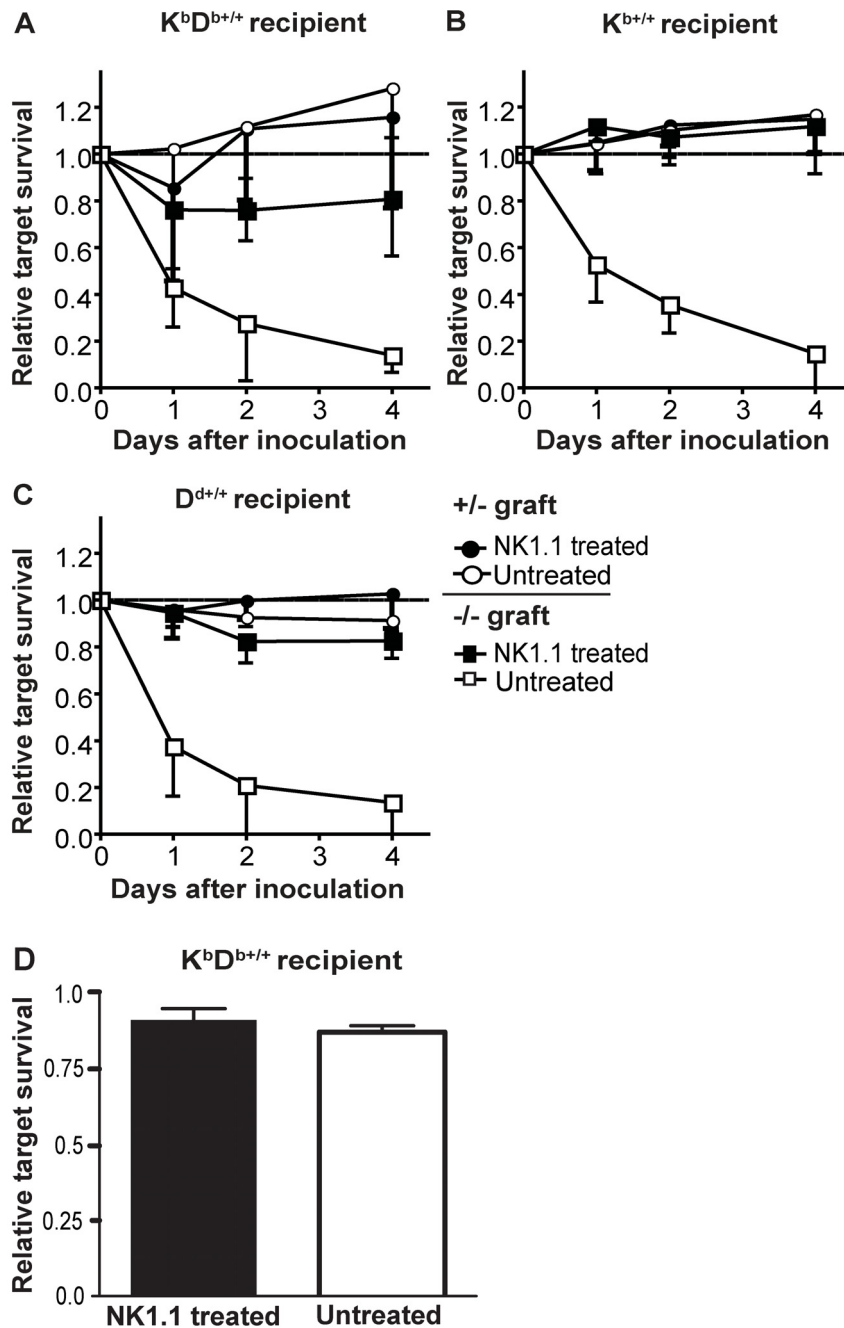 A
KᵇDᵇ⁺/⁺ recipient
Relative target survival
1.2
1.0
0.8
0.6
0.4
0.2
0.0
0 1 2 3 4
Days after inoculation
B
Kᵇ⁺/⁺ recipient
Relative target survival
1.2
1.0
0.8
0.6
0.4
0.2
0.0
0 1 2 3 4
Days after inoculation
C
Dᵈ⁺/⁺ recipient
Relative target survival
1.2
1.0
0.8
0.6
0.4
0.2
0.0
0 1 2 3 4
Days after inoculation
+/- graft
NK1.1 treated
Untreated
-/- graft
NK1.1 treated
Untreated
D
KᵇDᵇ⁺/⁺ recipient
Relative target survival
1.0
0.75
0.5
0.25
0.0
NK1.1 treated Untreated